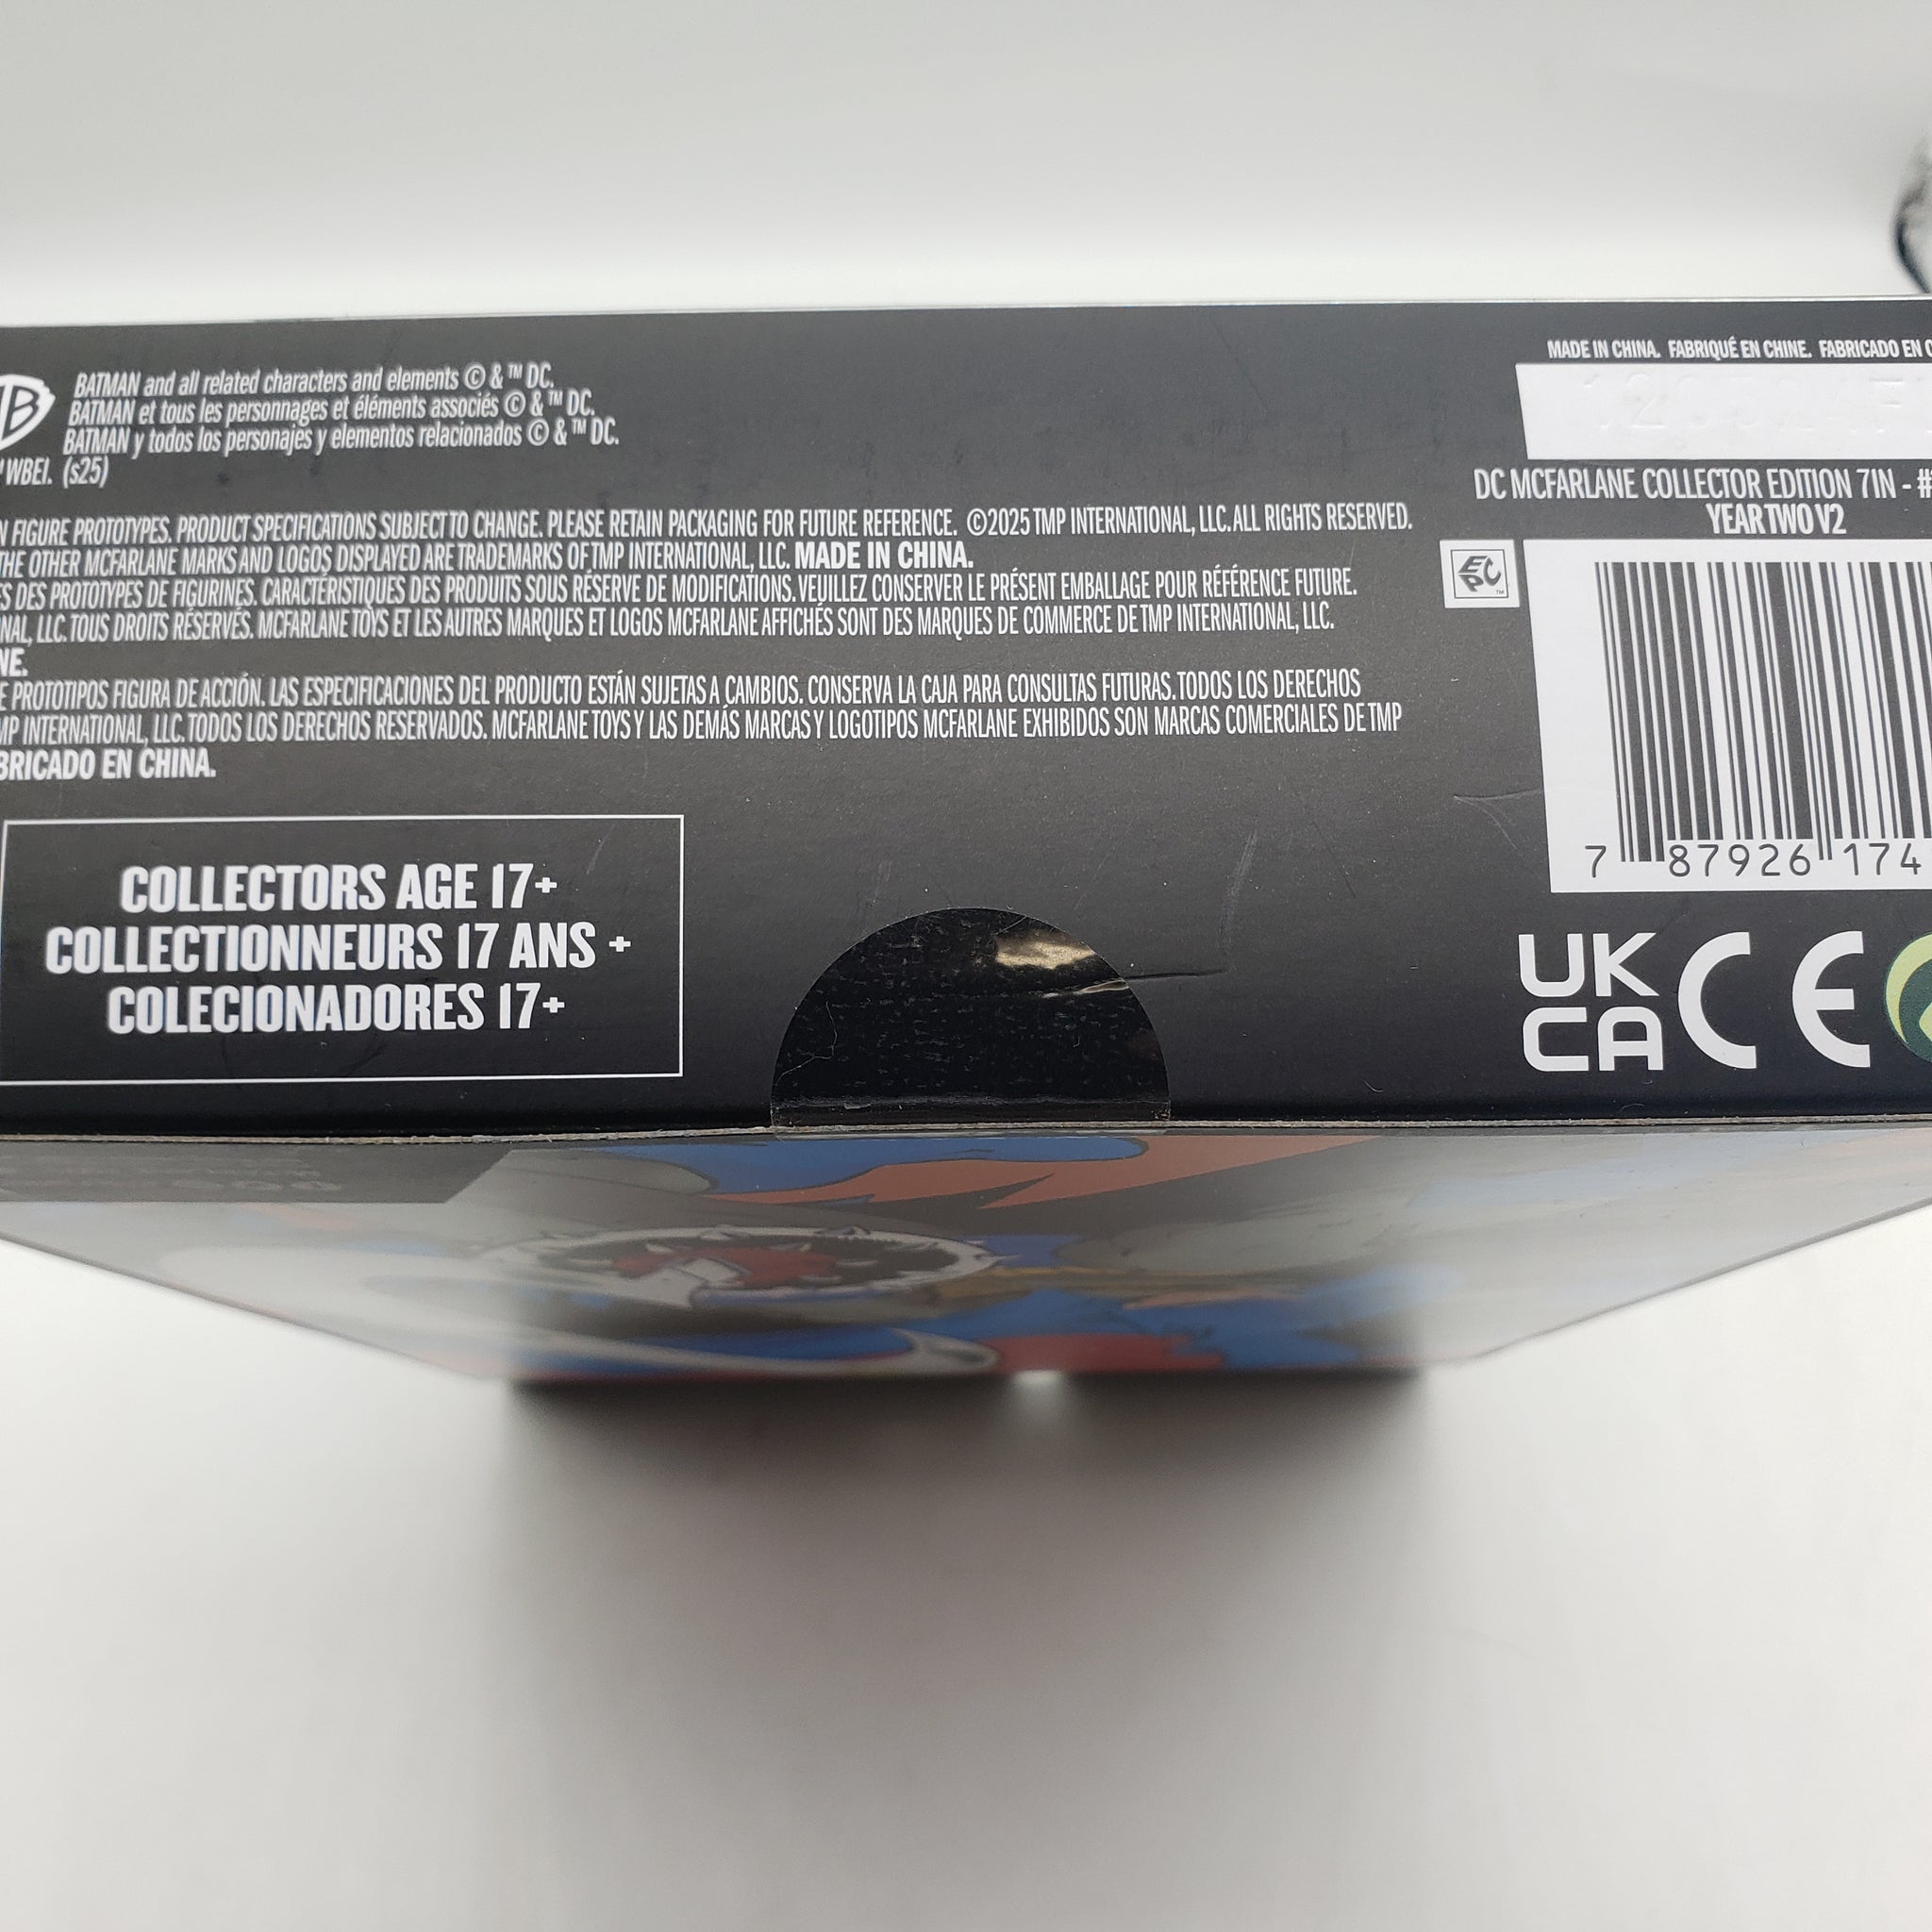 BATMAN and all related characters and elements © & ™ DC.
BATMAN et tous les personnages et éléments associés © & ™ DC.
BATMAN y todos los personajes y elementos relacionados © & ™ DC.
WBEI. (s25)
FIGURE PROTOTYPES. PRODUCT SPECIFICATIONS SUBJECT TO CHANGE. PLEASE RETAIN PACKAGING FOR FUTURE REFERENCE. ©2025 TMP INTERNATIONAL, LLC. ALL RIGHTS RESERVED.
THE OTHER MCFARLANE MARKS AND LOGOS DISPLAYED ARE TRADEMARKS OF TMP INTERNATIONAL, LLC. MADE IN CHINA.
DES PROTOTYPES DE FIGURINES. CARACTÉRISTIQUES DES PRODUITS SOUS RÉSERVE DE MODIFICATIONS. VEUILLEZ CONSERVER LE PRÉSENT EMBALLAGE POUR RÉFÉRENCE FUTURE.
LLC. TOUS DROITS RÉSERVÉS. MCFARLANE TOYS ET LES AUTRES MARQUES ET LOGOS MCFARLANE AFFICHÉS SONT DES MARQUES DE COMMERCE DE TMP INTERNATIONAL, LLC.
NE.
PROTOTIPOS FIGURA DE ACCIÓN. LAS ESPECIFICACIONES DEL PRODUCTO ESTÁN SUJETAS A CAMBIOS. CONSERVA LA CAJA PARA CONSULTAS FUTURAS. TODOS LOS DERECHOS
MP INTERNATIONAL, LLC. TODOS LOS DERECHOS RESERVADOS. MCFARLANE TOYS Y LAS DEMÁS MARCAS Y LOGOTIPOS MCFARLANE EXHIBIDOS SON MARCAS COMERCIALES DE TMP
BRICADO EN CHINA.
COLLECTORS AGE 17+
COLLECTIONNEURS 17 ANS +
COLECIONADORES 17+
MADE IN CHINA. FABRIQUÉ EN CHINE. FABRICADO EN C
DC MCFARLANE COLLECTOR EDITION 7IN - #
YEAR TWO V2
EPC
7 87926 174
UK
CA CE